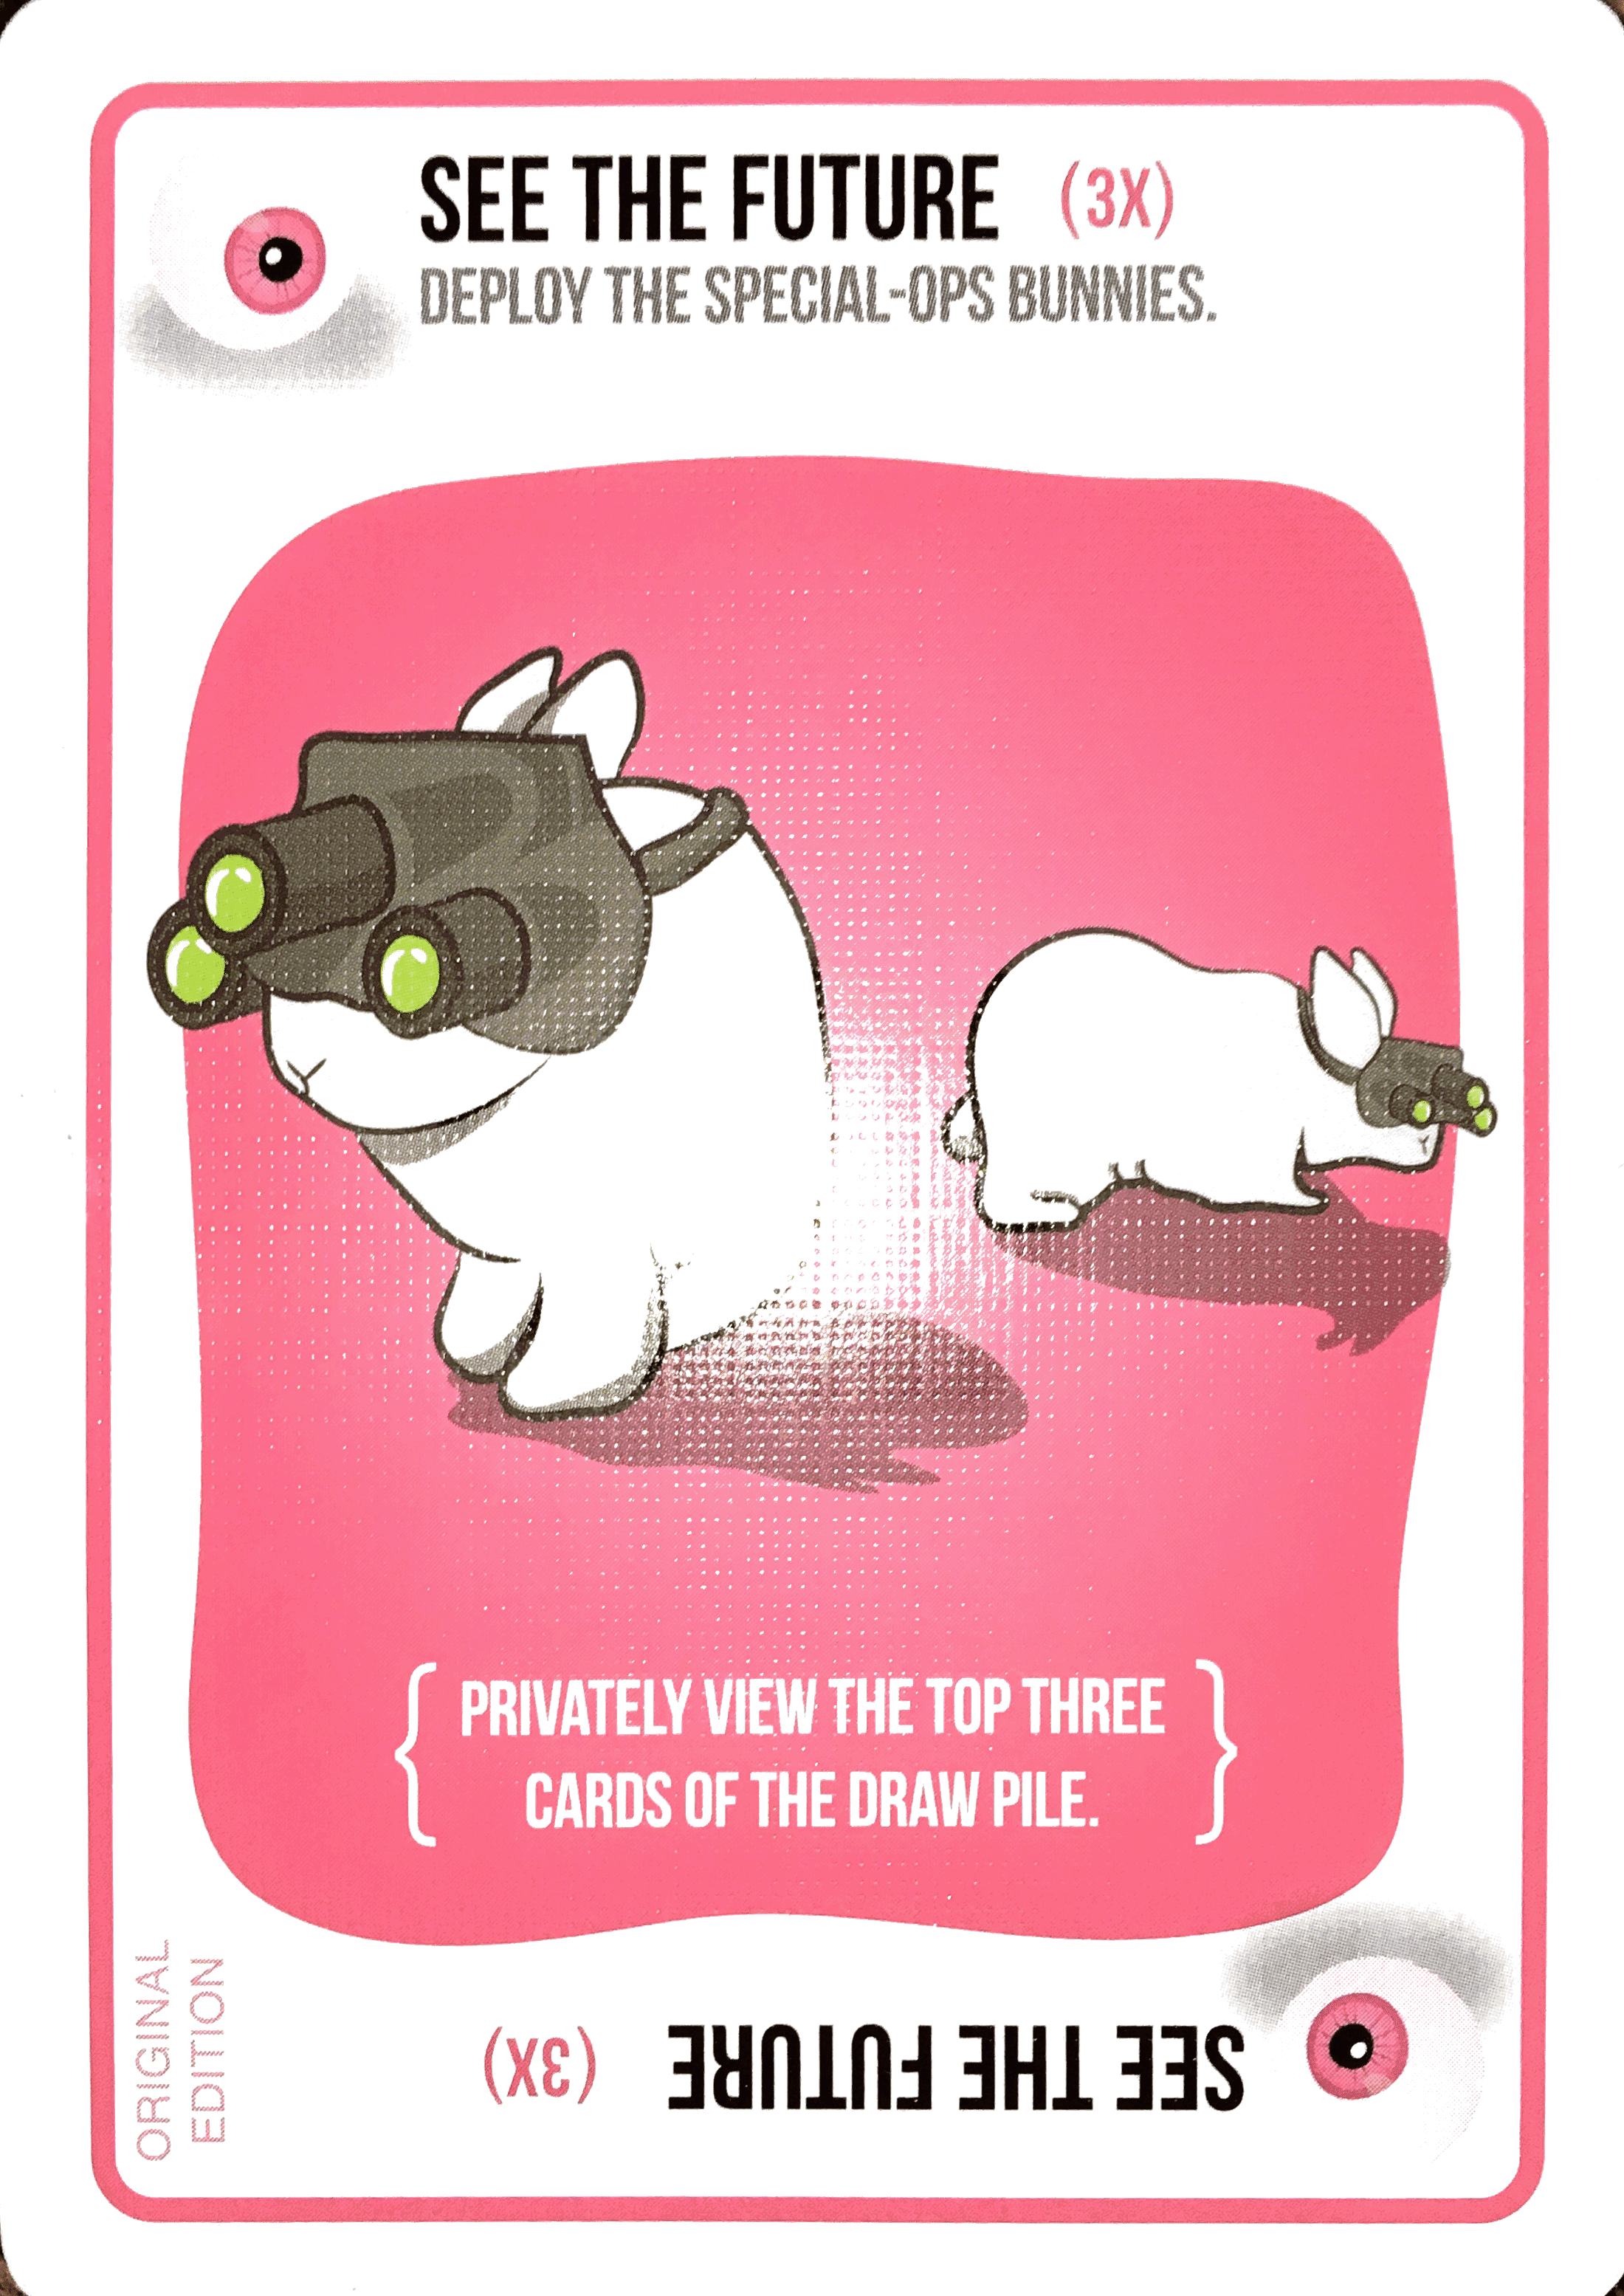 SEE THE FUTURE (3X)
DEPLOY THE SPECIAL-OPS BUNNIES.
{ PRIVATELY VIEW THE TOP THREE
CARDS OF THE DRAW PILE. }
ORIGINAL
EDITION
SEE THE FUTURE (3X)